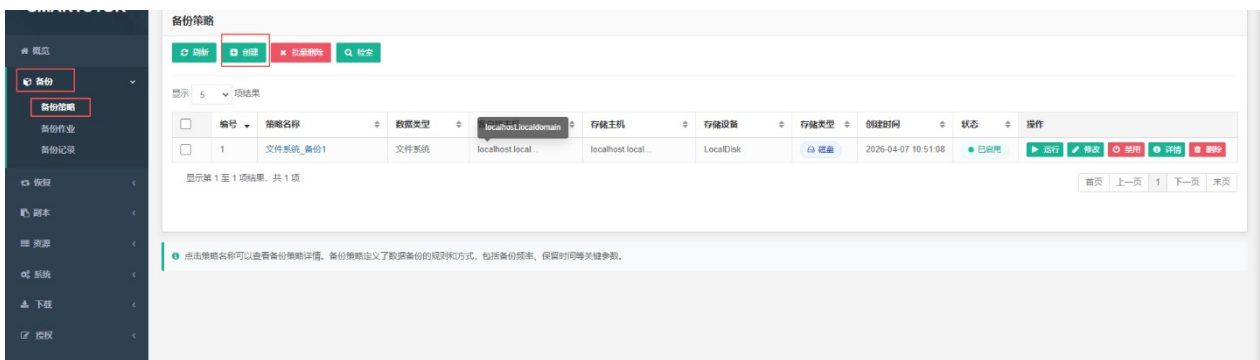 备份策略
概览
备份
备份策略
备份作业
备份记录
恢复
副本
资源
系统
下载
授权
刷新 创建 批量删除 检索
显示 5 项结果
编号 策略名称 数据类型 存储主机 存储设备 存储类型 创建时间 状态 操作
localhost.localdomain
1 文件系统_备份1 文件系统 localhost.local... localhost.local... LocalDisk 磁盘 2026-04-07 10:51:08 已启用 运行 修改 禁用 详情 删除
显示第 1 至 1 项结果，共 1 项
首页 上一页 1 下一页 末页
点击策略名称可以查看备份策略详情。备份策略定义了数据备份的规则和方式，包括备份频率、保留时间等关键参数。